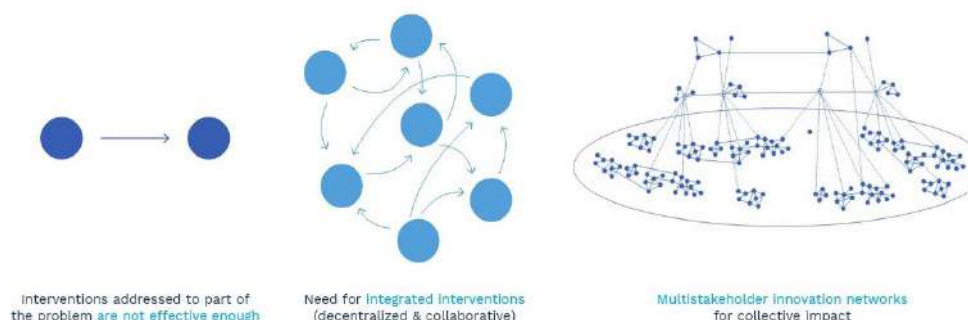 Interventions addressed to part of
the problem are not effective enough
Need for integrated interventions
(decentralized & collaborative)
Multistakeholder innovation networks
for collective impact